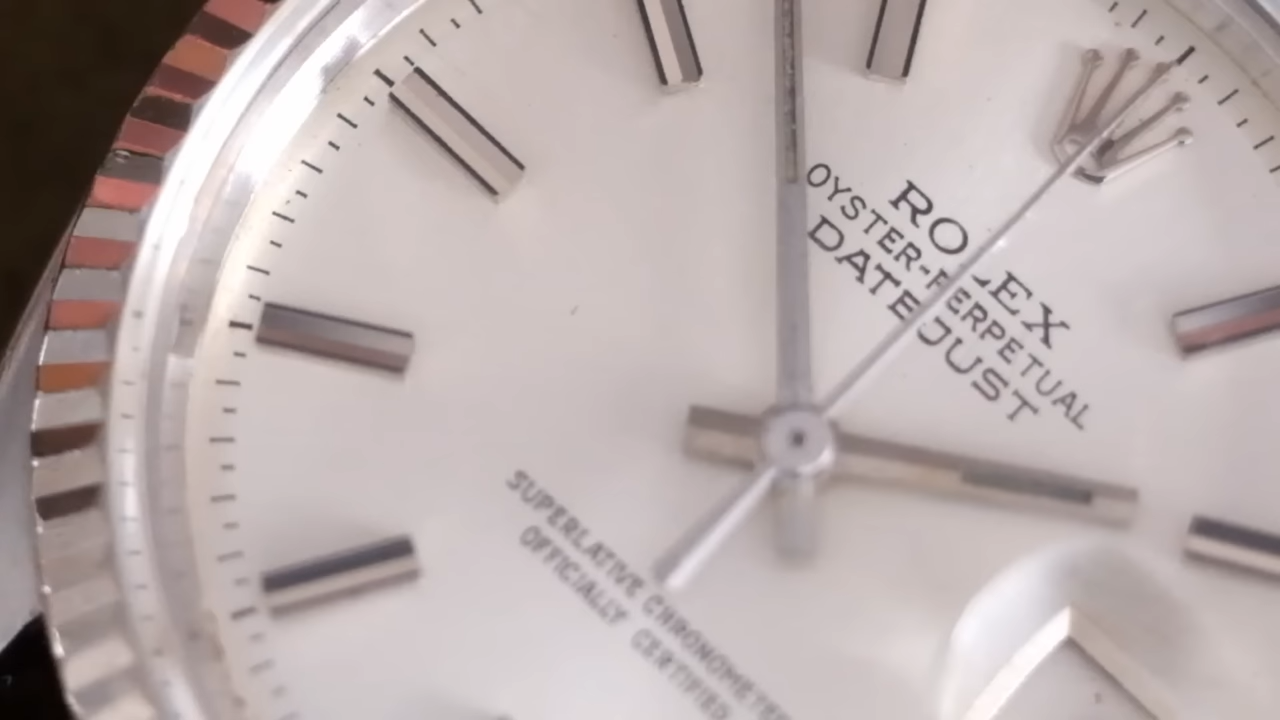 ROLEX
OYSTER-PERPETUAL
DATEJUST
SUPERLATIVE CHRONOMETER
OFFICIALLY CERTIFIED